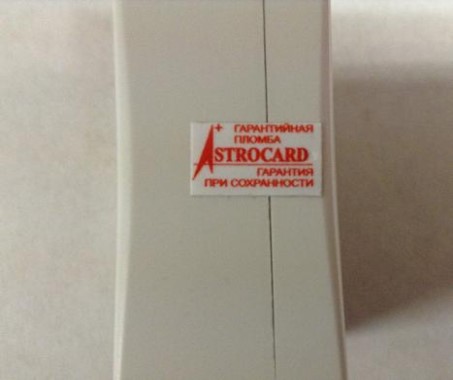 ГАРАНТИЙНАЯ
ПЛОМБА
ASTROCARD
ГАРАНТИЯ
ПРИ СОХРАННОСТИ